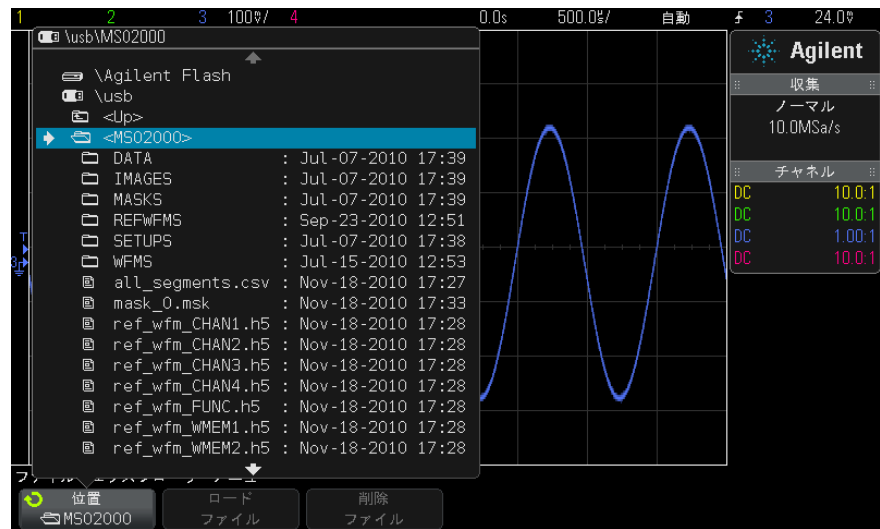 1 2 3 100♉/ 4 0.0s 500.0♉/ 自動 3 24.0♉
\usb\MSO2000
\Agilent Flash
\usb
<Up>
<MSO2000>
DATA : Jul-07-2010 17:39
IMAGES : Jul-07-2010 17:39
MASKS : Jul-07-2010 17:39
REFWFMS : Sep-23-2010 12:51
SETUPS : Jul-07-2010 17:38
WFMS : Jul-15-2010 12:53
all_segments.csv : Nov-18-2010 17:27
mask_0.msk : Nov-18-2010 17:33
ref_wfm_CHAN1.h5 : Nov-18-2010 17:28
ref_wfm_CHAN2.h5 : Nov-18-2010 17:28
ref_wfm_CHAN3.h5 : Nov-18-2010 17:28
ref_wfm_CHAN4.h5 : Nov-18-2010 17:28
ref_wfm_FUNC.h5 : Nov-18-2010 17:28
ref_wfm_WMEM1.h5 : Nov-18-2010 17:28
ref_wfm_WMEM2.h5 : Nov-18-2010 17:28
Agilent
収集
ノーマル
10.0MSa/s
チャネル
DC 10.0:1
DC 10.0:1
DC 1.00:1
DC 10.0:1
T
3
位置
MSO2000
ロード
ファイル
削除
ファイル